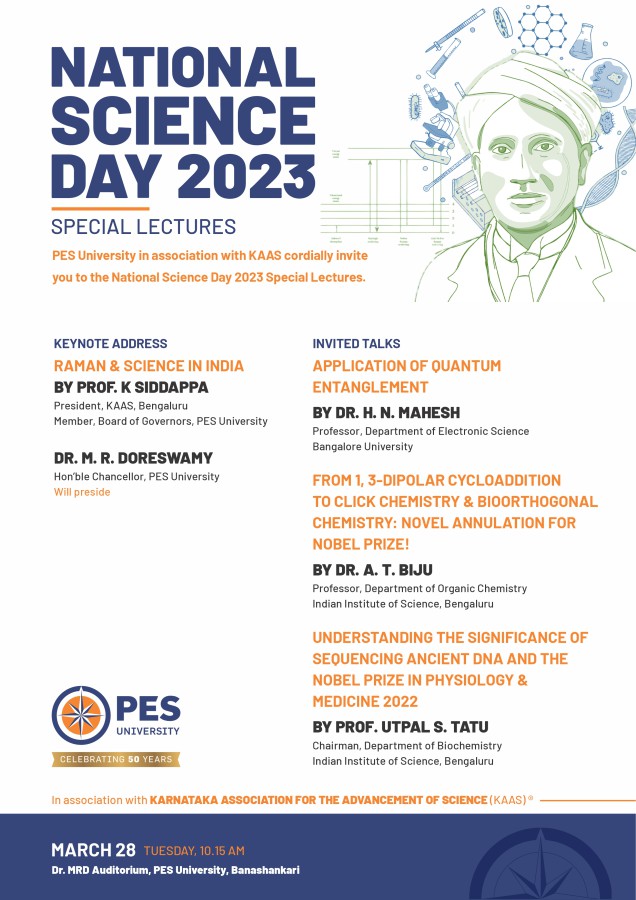 NATIONAL
SCIENCE
DAY 2023
SPECIAL LECTURES
PES University in association with KAAS cordially invite
you to the National Science Day 2023 Special Lectures.
KEYNOTE ADDRESS
RAMAN & SCIENCE IN INDIA
BY PROF. K SIDDAPPA
President, KAAS, Bengaluru
Member, Board of Governors, PES University
DR. M. R. DORESWAMY
Hon'ble Chancellor, PES University
Will preside
INVITED TALKS
APPLICATION OF QUANTUM
ENTANGLEMENT
BY DR. H. N. MAHESH
Professor, Department of Electronic Science
Bangalore University
FROM 1, 3-DIPOLAR CYCLOADDITION
TO CLICK CHEMISTRY & BIOORTHOGONAL
CHEMISTRY: NOVEL ANNULATION FOR
NOBEL PRIZE!
BY DR. A. T. BIJU
Professor, Department of Organic Chemistry
Indian Institute of Science, Bengaluru
UNDERSTANDING THE SIGNIFICANCE OF
SEQUENCING ANCIENT DNA AND THE
NOBEL PRIZE IN PHYSIOLOGY &
MEDICINE 2022
BY PROF. UTPAL S. TATU
Chairman, Department of Biochemistry
Indian Institute of Science, Bengaluru
PES
UNIVERSITY
CELEBRATING 50 YEARS
In association with KARNATAKA ASSOCIATION FOR THE ADVANCEMENT OF SCIENCE (KAAS)®
MARCH 28 TUESDAY, 10.15 AM
Dr. MRD Auditorium, PES University, Banashankari